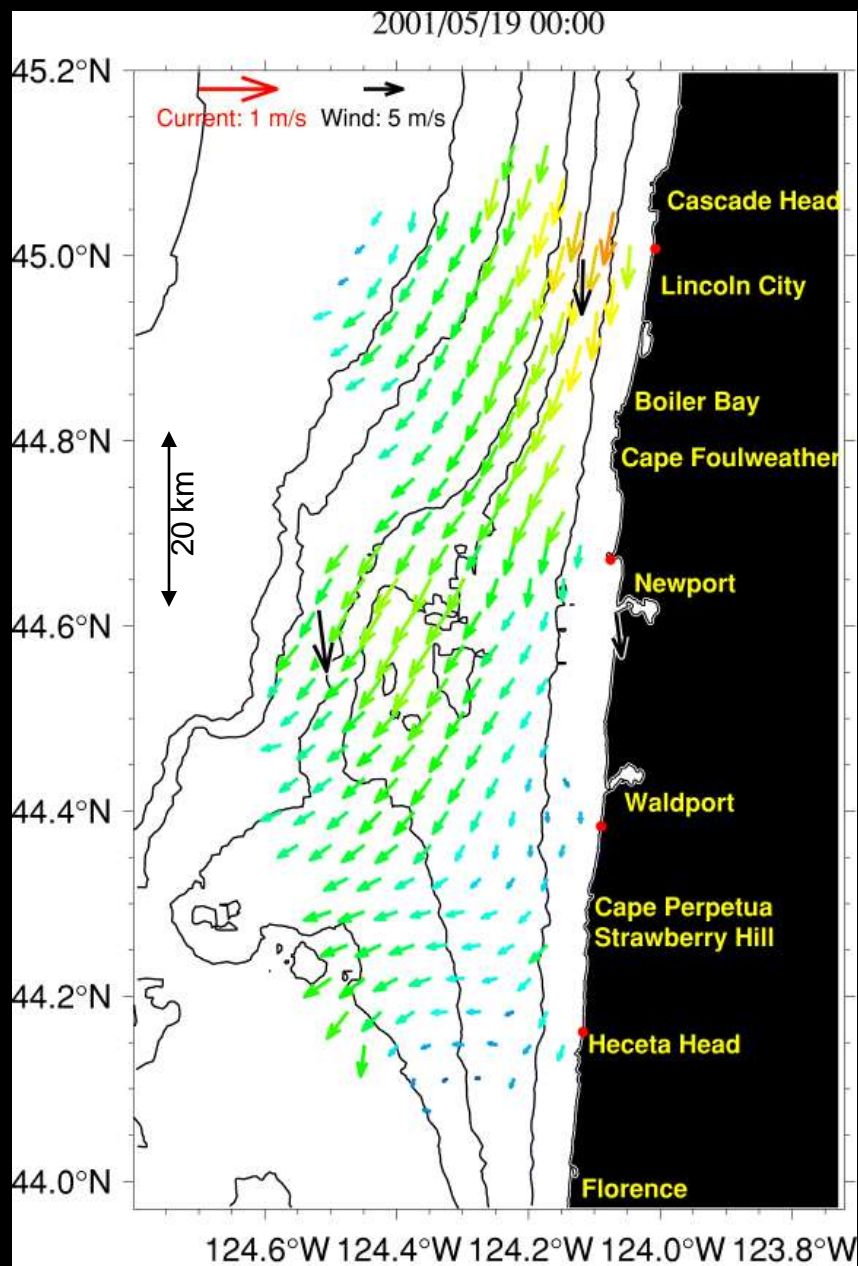 2001/05/19 00:00
45.2°N
Current: 1 m/s Wind: 5 m/s
Cascade Head
45.0°N
Lincoln City
Boiler Bay
44.8°N
Cape Foulweather
20 km
Newport
44.6°N
Waldport
44.4°N
Cape Perpetua
Strawberry Hill
44.2°N
Heceta Head
44.0°N
Florence
124.6°W 124.4°W 124.2°W 124.0°W 123.8°W